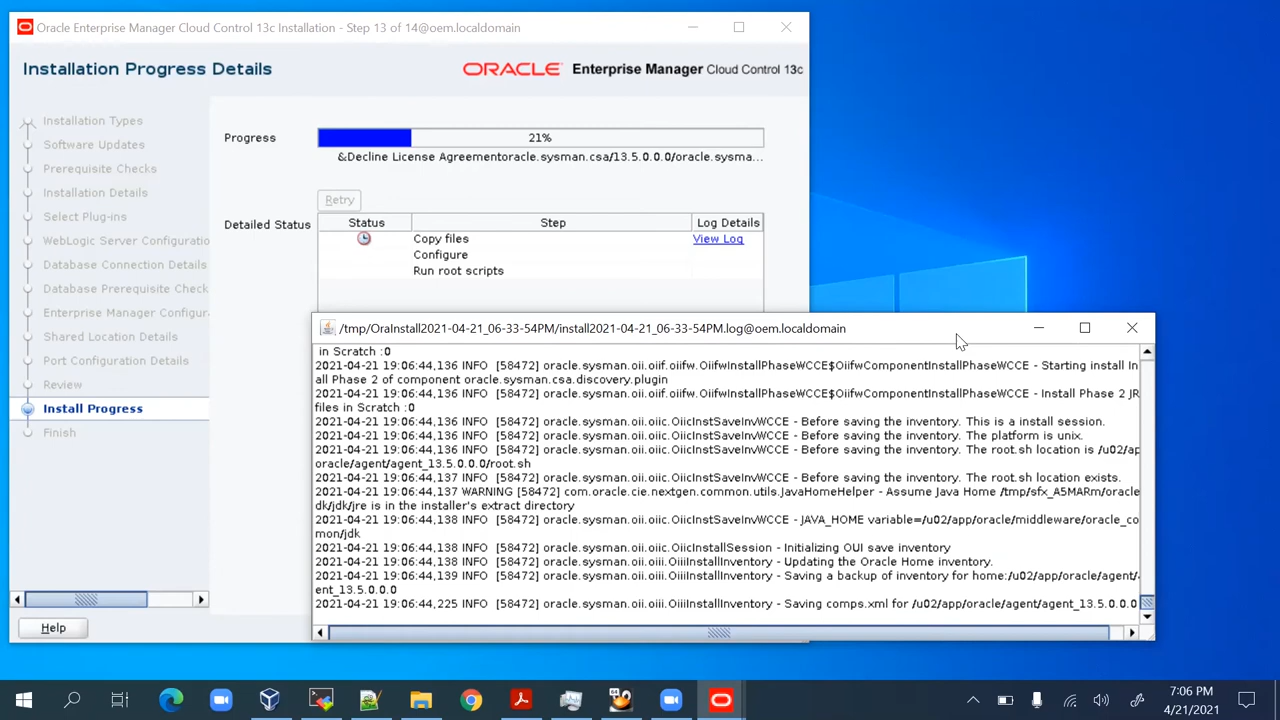 Oracle Enterprise Manager Cloud Control 13c Installation - Step 13 of 14@oem.localdomain
Installation Progress Details
ORACLE Enterprise Manager Cloud Control 13c
Installation Types
Software Updates
Prerequisite Checks
Installation Details
Select Plug-ins
WebLogic Server Configuratio
Database Connection Details
Database Prerequisite Check
Enterprise Manager Configura
Shared Location Details
Port Configuration Details
Review
Install Progress
Finish
Help
Progress
21%
&Decline License Agreementoracle.sysman.csa/13.5.0.0.0/oracle.sysma...
Retry
Detailed Status
Status Step Log Details
Copy files View Log
Configure
Run root scripts
/tmp/OraInstall2021-04-21_06-33-54PM/install2021-04-21_06-33-54PM.log@oem.localdomain
in Scratch :0
2021-04-21 19:06:44,136 INFO [58472] oracle.sysman.oii.oiif.oiifw.OiifwInstallPhaseWCCE$OiifwComponentInstallPhaseWCCE - Starting install In
all Phase 2 of component oracle.sysman.csa.discovery.plugin
2021-04-21 19:06:44,136 INFO [58472] oracle.sysman.oii.oiif.oiifw.OiifwInstallPhaseWCCE$OiifwComponentInstallPhaseWCCE - Install Phase 2 JR
files in Scratch :0
2021-04-21 19:06:44,136 INFO [58472] oracle.sysman.oii.oiic.OiicInstSaveInvWCCE - Before saving the inventory. This is a install session.
2021-04-21 19:06:44,136 INFO [58472] oracle.sysman.oii.oiic.OiicInstSaveInvWCCE - Before saving the inventory. The platform is unix.
2021-04-21 19:06:44,136 INFO [58472] oracle.sysman.oii.oiic.OiicInstSaveInvWCCE - Before saving the inventory. The root.sh location is /u02/ap
oracle/agent/agent_13.5.0.0.0/root.sh
2021-04-21 19:06:44,137 INFO [58472] oracle.sysman.oii.oiic.OiicInstSaveInvWCCE - Before saving the inventory. The root.sh location exists.
2021-04-21 19:06:44,137 WARNING [58472] com.oracle.cie.nextgen.common.utils.JavaHomeHelper - Assume Java Home /tmp/sfx_A5MARm/oracle
dk/jdk/jre is in the installer's extract directory
2021-04-21 19:06:44,138 INFO [58472] oracle.sysman.oii.oiic.OiicInstSaveInvWCCE - JAVA_HOME variable=/u02/app/oracle/middleware/oracle_co
mon/jdk
2021-04-21 19:06:44,138 INFO [58472] oracle.sysman.oii.oiic.OiicInstallSession - Initializing OUI save inventory
2021-04-21 19:06:44,138 INFO [58472] oracle.sysman.oii.oiii.OiiiInstallInventory - Updating the Oracle Home inventory.
2021-04-21 19:06:44,139 INFO [58472] oracle.sysman.oii.oiii.OiiiInstallInventory - Saving a backup of inventory for home:/u02/app/oracle/agent/
ent_13.5.0.0.0
2021-04-21 19:06:44,225 INFO [58472] oracle.sysman.oii.oiii.OiiiInstallInventory - Saving comps.xml for /u02/app/oracle/agent/agent_13.5.0.0.0
7:06 PM
4/21/2021